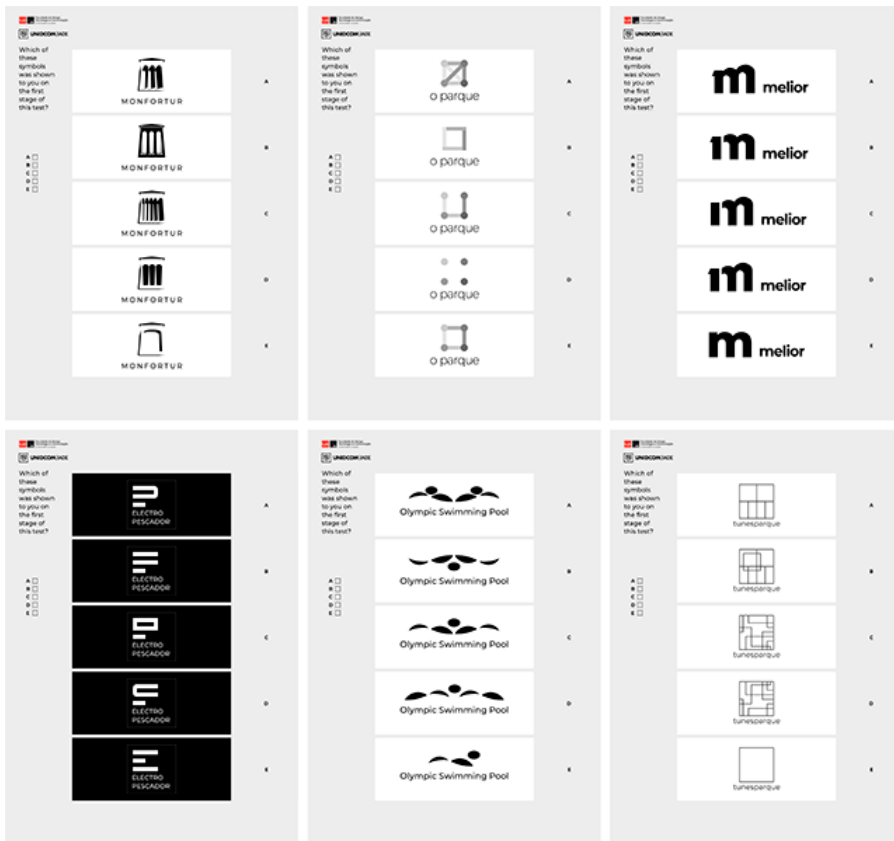 UNIDCOM/IADE
Which of
these
symbols
was shown
to you on
the first
stage of
this test?
A
B
C
D
E
MONFORTUR
A
MONFORTUR
B
MONFORTUR
C
MONFORTUR
D
MONFORTUR
E
UNIDCOM/IADE
Which of
these
symbols
was shown
to you on
the first
stage of
this test?
A
B
C
D
E
o parque
A
o parque
B
o parque
C
o parque
D
o parque
E
UNIDCOM/IADE
Which of
these
symbols
was shown
to you on
the first
stage of
this test?
A
B
C
D
E
m melior
A
m melior
B
m melior
C
m melior
D
m melior
E
UNIDCOM/IADE
Which of
these
symbols
was shown
to you on
the first
stage of
this test?
A
B
C
D
E
ELECTRO
PESCADOR
A
ELECTRO
PESCADOR
B
ELECTRO
PESCADOR
C
ELECTRO
PESCADOR
D
ELECTRO
PESCADOR
E
UNIDCOM/IADE
Which of
these
symbols
was shown
to you on
the first
stage of
this test?
A
B
C
D
E
Olympic Swimming Pool
A
Olympic Swimming Pool
B
Olympic Swimming Pool
C
Olympic Swimming Pool
D
Olympic Swimming Pool
E
UNIDCOM/IADE
Which of
these
symbols
was shown
to you on
the first
stage of
this test?
A
B
C
D
E
tunesparque
A
tunesparque
B
tunesparque
C
tunesparque
D
tunesparque
E